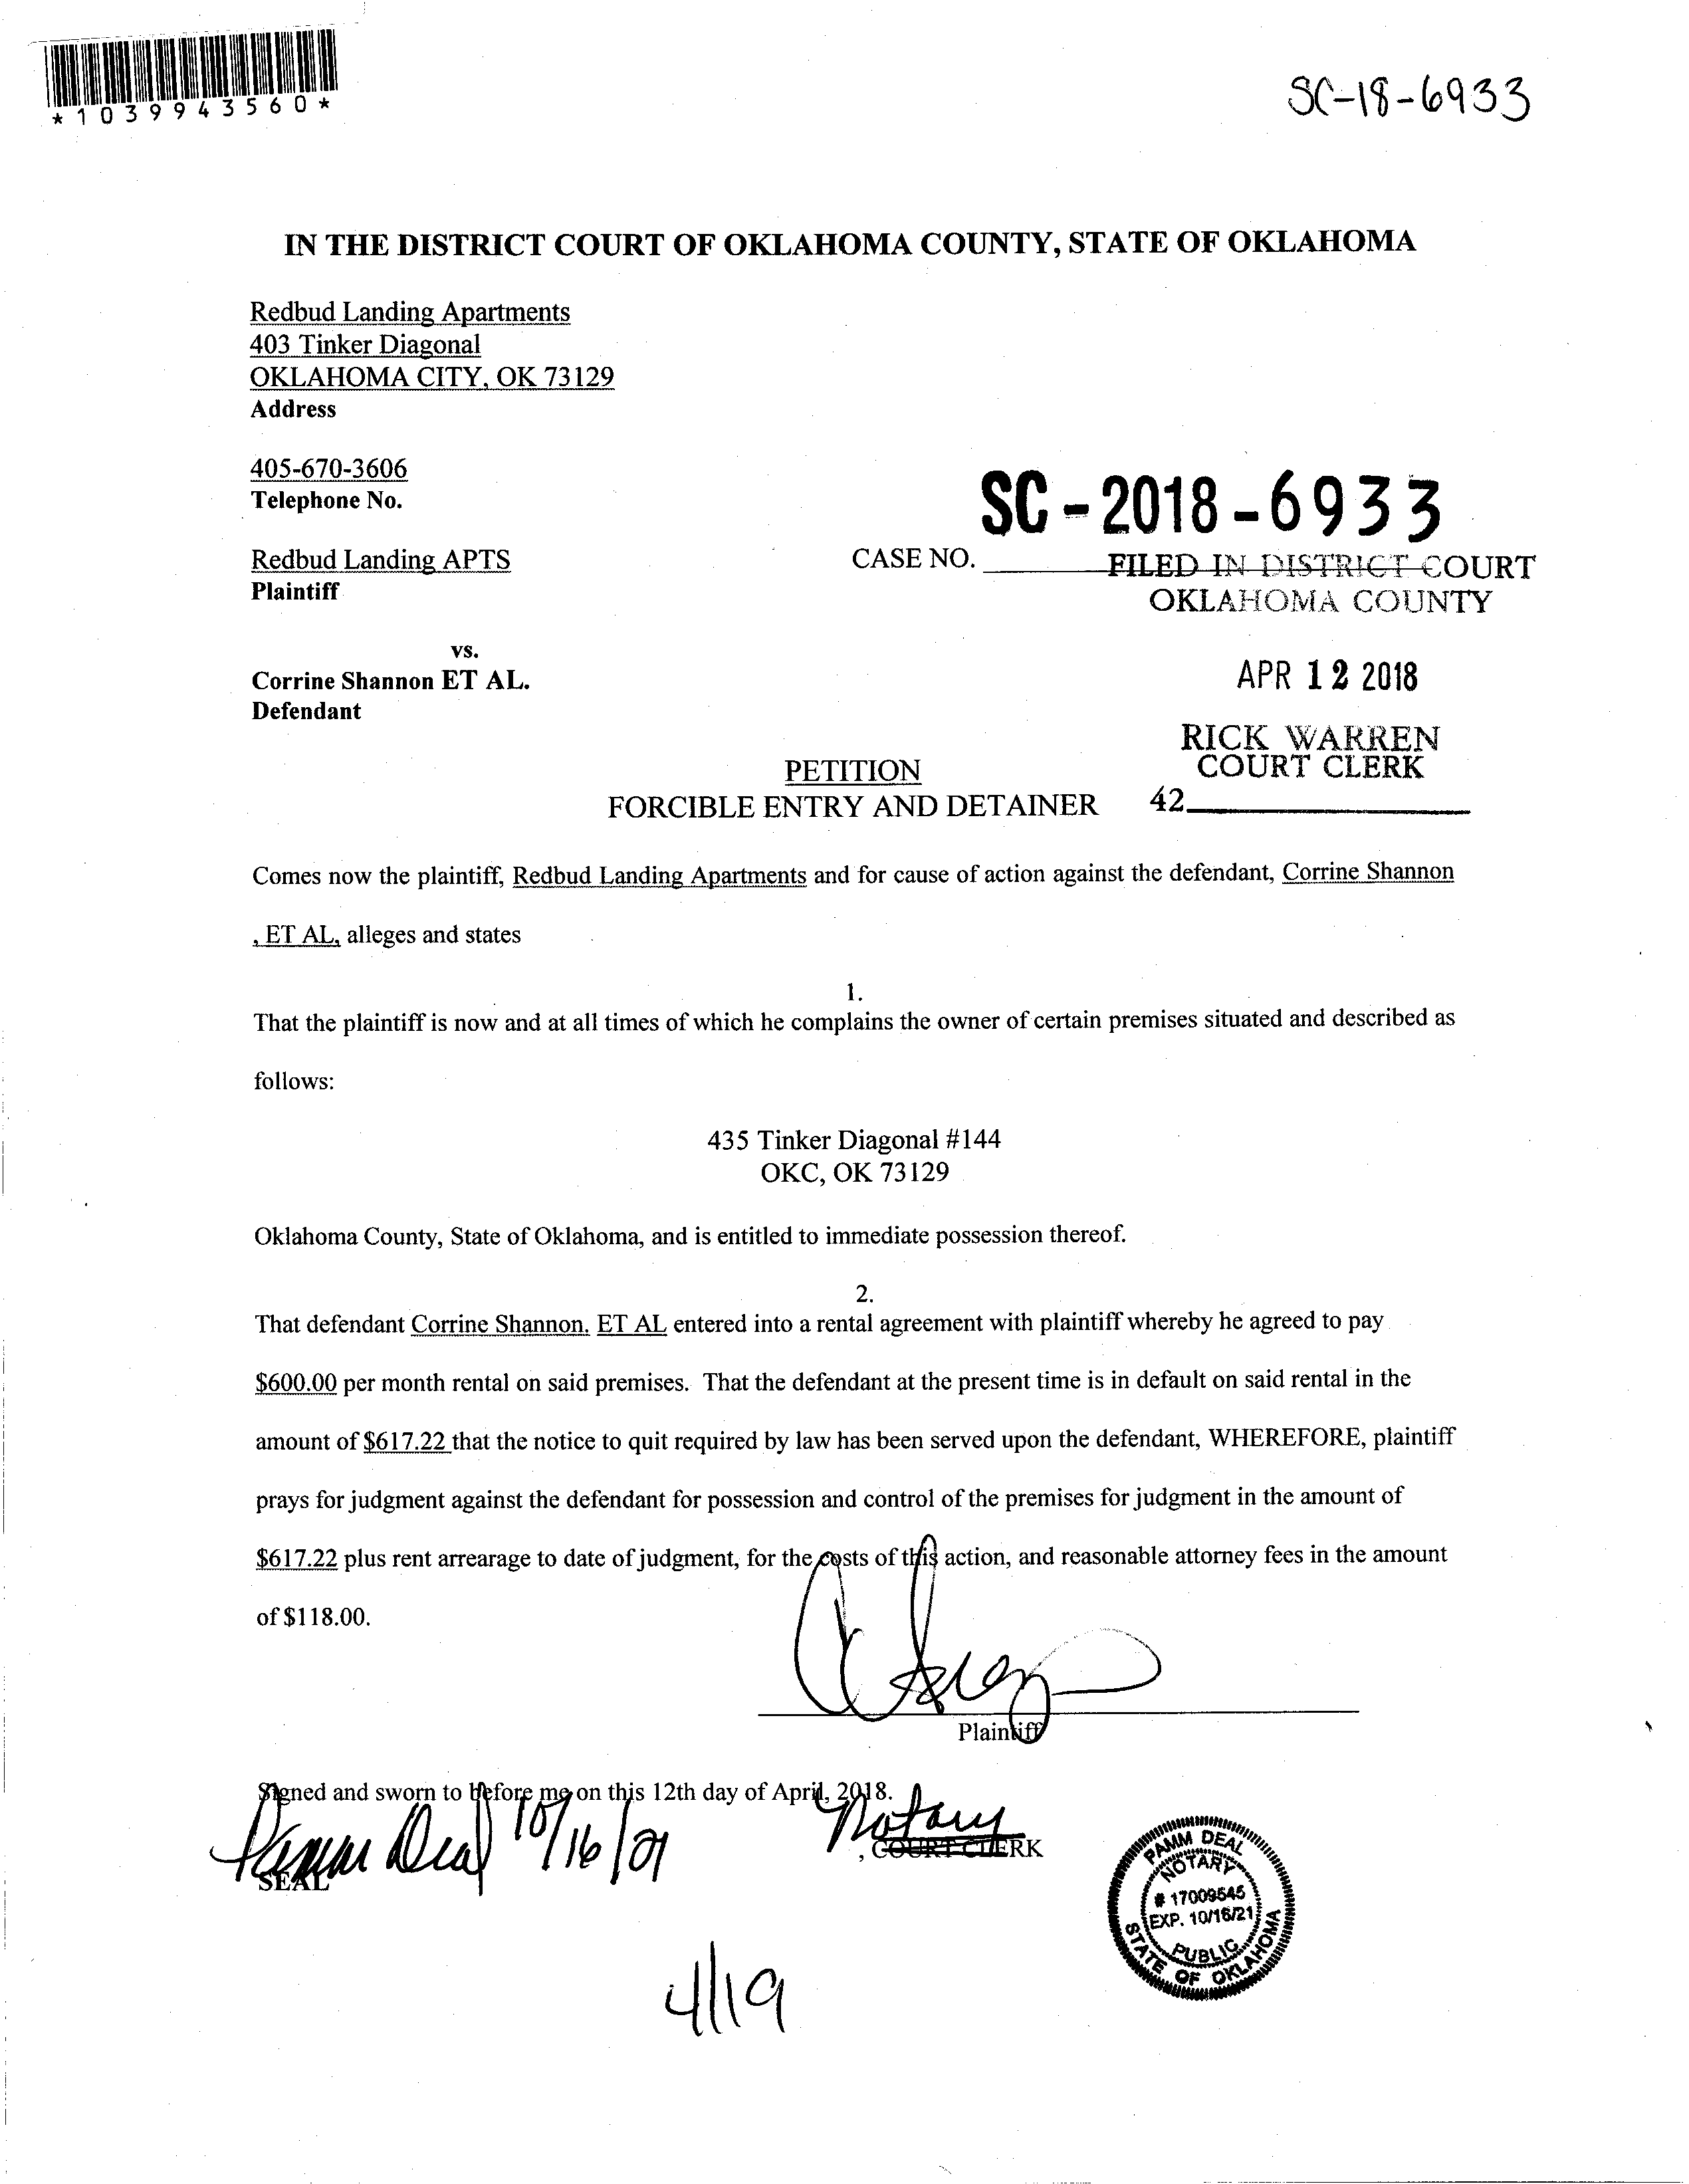 *1039943560*
SC-18-6933
IN THE DISTRICT COURT OF OKLAHOMA COUNTY, STATE OF OKLAHOMA
Redbud Landing Apartments
403 Tinker Diagonal
OKLAHOMA CITY, OK 73129
Address
405-670-3606
Telephone No.
SC-2018-6933
Redbud Landing APTS
Plaintiff
CASE NO.
FILED IN DISTRICT COURT
OKLAHOMA COUNTY
vs.
Corrine Shannon ET AL.
Defendant
APR 12 2018
RICK WARREN
COURT CLERK
42
PETITION
FORCIBLE ENTRY AND DETAINER
Comes now the plaintiff, Redbud Landing Apartments and for cause of action against the defendant, Corrine Shannon
, ET AL, alleges and states
1.
That the plaintiff is now and at all times of which he complains the owner of certain premises situated and described as
follows:
435 Tinker Diagonal #144
OKC, OK 73129
Oklahoma County, State of Oklahoma, and is entitled to immediate possession thereof.
2.
That defendant Corrine Shannon. ET AL entered into a rental agreement with plaintiff whereby he agreed to pay
$600.00 per month rental on said premises. That the defendant at the present time is in default on said rental in the
amount of $617.22 that the notice to quit required by law has been served upon the defendant, WHEREFORE, plaintiff
prays for judgment against the defendant for possession and control of the premises for judgment in the amount of
$617.22 plus rent arrearage to date of judgment, for the costs of this action, and reasonable attorney fees in the amount
of $118.00.
Plaintiff
Signed and sworn to before me on this 12th day of April, 2018.
Pamm Deal 10/16/21
Notary
, COURT CLERK
SEAL
PAMM DEAL
NOTARY
# 17009545
EXP. 10/16/21
PUBLIC
STATE OF OKLAHOMA
4/19